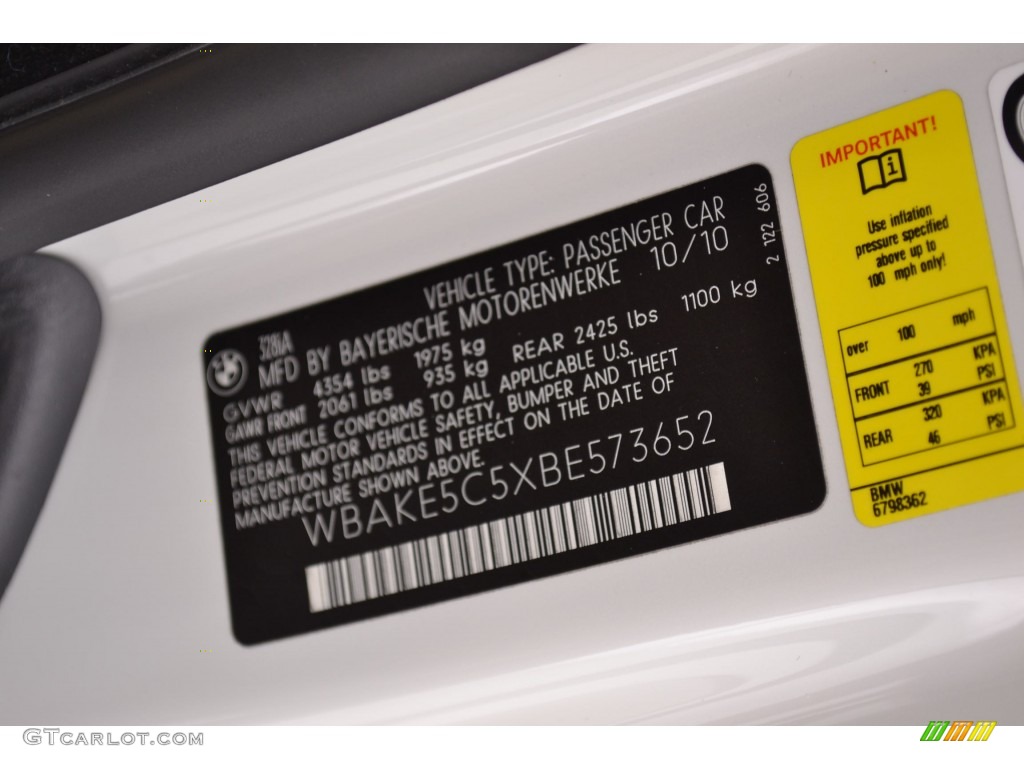 328iA VEHICLE TYPE: PASSENGER CAR
MFD BY BAYERISCHE MOTORENWERKE 10/10
GVWR 4354 lbs 1975 kg
GAWR FRONT 2061 lbs 935 kg REAR 2425 lbs 1100 kg
THIS VEHICLE CONFORMS TO ALL APPLICABLE U.S.
FEDERAL MOTOR VEHICLE SAFETY, BUMPER AND THEFT
PREVENTION STANDARDS IN EFFECT ON THE DATE OF
MANUFACTURE SHOWN ABOVE.
WBAKE5C5XBE573652
2 122 606
IMPORTANT!
i
Use inflation
pressure specified
above up to
100 mph only!
over 100 mph
FRONT 270 KPA
39 PSI
REAR 320 KPA
46 PSI
BMW
6798362
GTCARLOT.COM